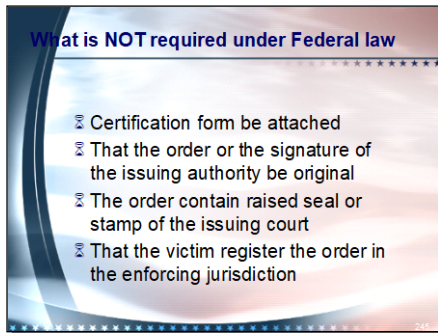 What is NOT required under Federal law
Certification form be attached
That the order or the signature of
the issuing authority be original
The order contain raised seal or
stamp of the issuing court
That the victim register the order in
the enforcing jurisdiction